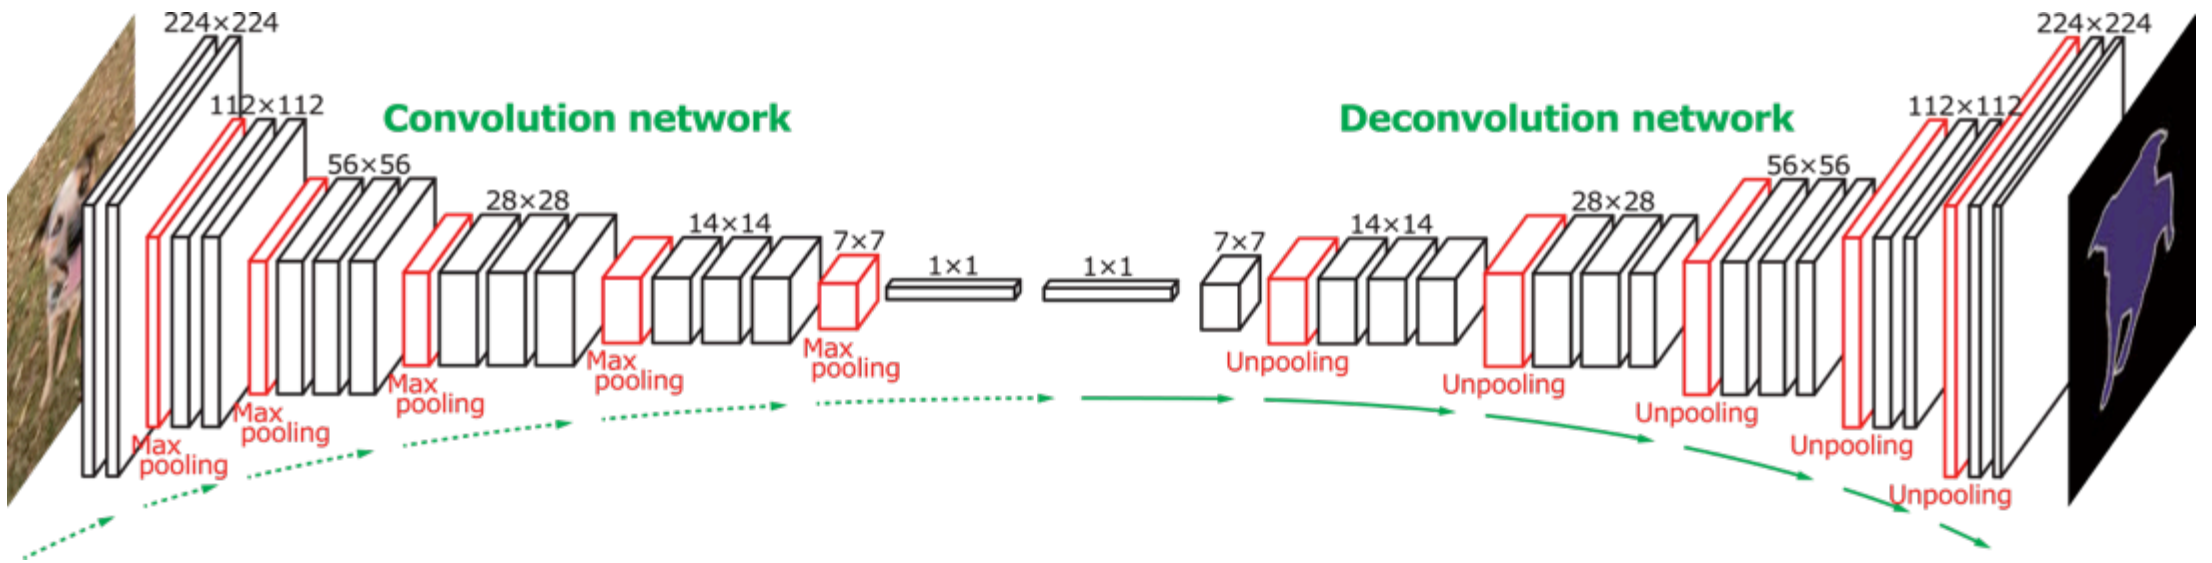 224×224
112×112
Convolution network
56×56
28×28
14×14
7×7
1×1
1×1
7×7
14×14
28×28
56×56
Deconvolution network
112×112
224×224
Max
pooling
Max
pooling
Max
pooling
Max
pooling
Max
pooling
Unpooling
Unpooling
Unpooling
Unpooling
Unpooling